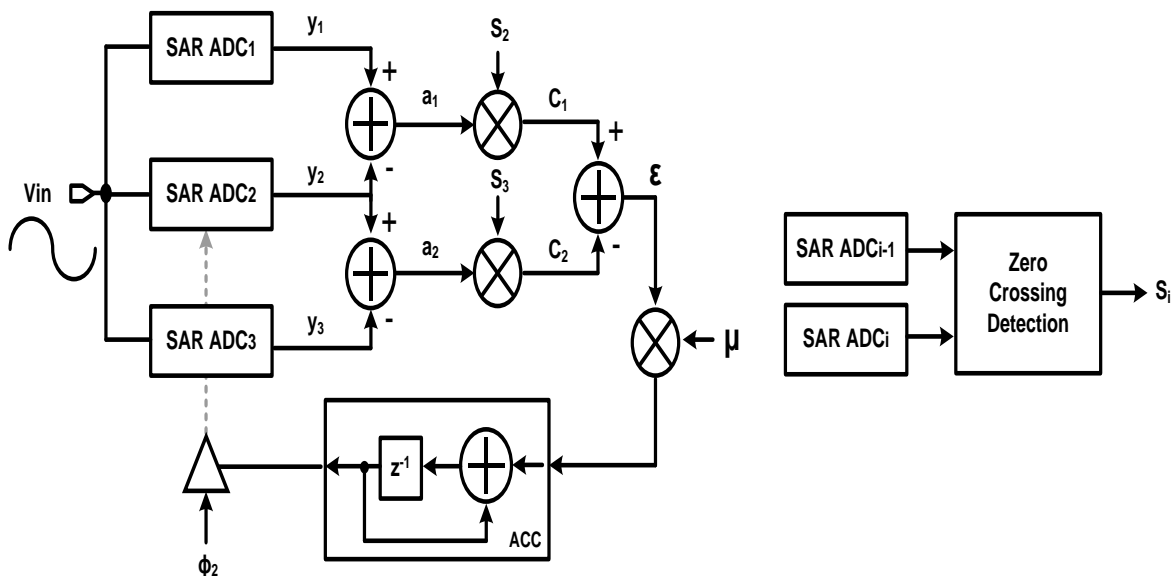 SAR ADC1
y1
+
-
a1
S2
C1
+
Vin
SAR ADC2
y2
+
-
a2
S3
C2
-
ε
SAR ADC3
y3
μ
z-1
ACC
ϕ2
SAR ADCi-1
SAR ADCi
Zero
Crossing
Detection
Si